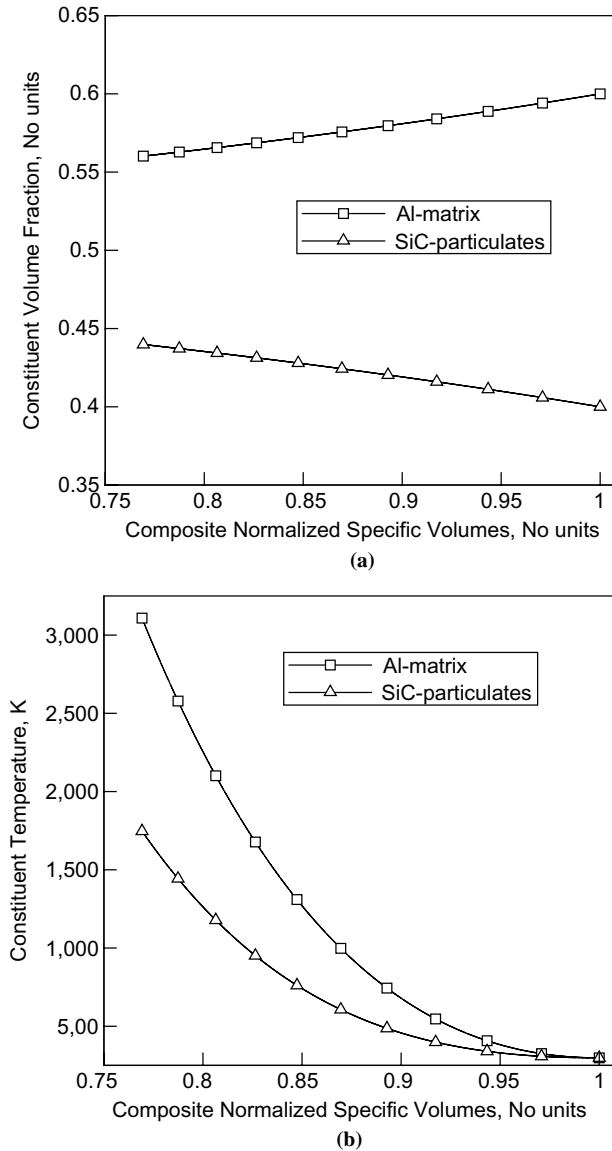 0.65
0.6
0.55
0.5
0.45
0.4
0.35
Constituent Volume Fraction, No units
Al-matrix
SiC-particulates
0.75 0.8 0.85 0.9 0.95 1
Composite Normalized Specific Volumes, No units
(a)
3,000
2,500
2,000
1,500
1,000
5,00
Constituent Temperature, K
Al-matrix
SiC-particulates
0.75 0.8 0.85 0.9 0.95 1
Composite Normalized Specific Volumes, No units
(b)